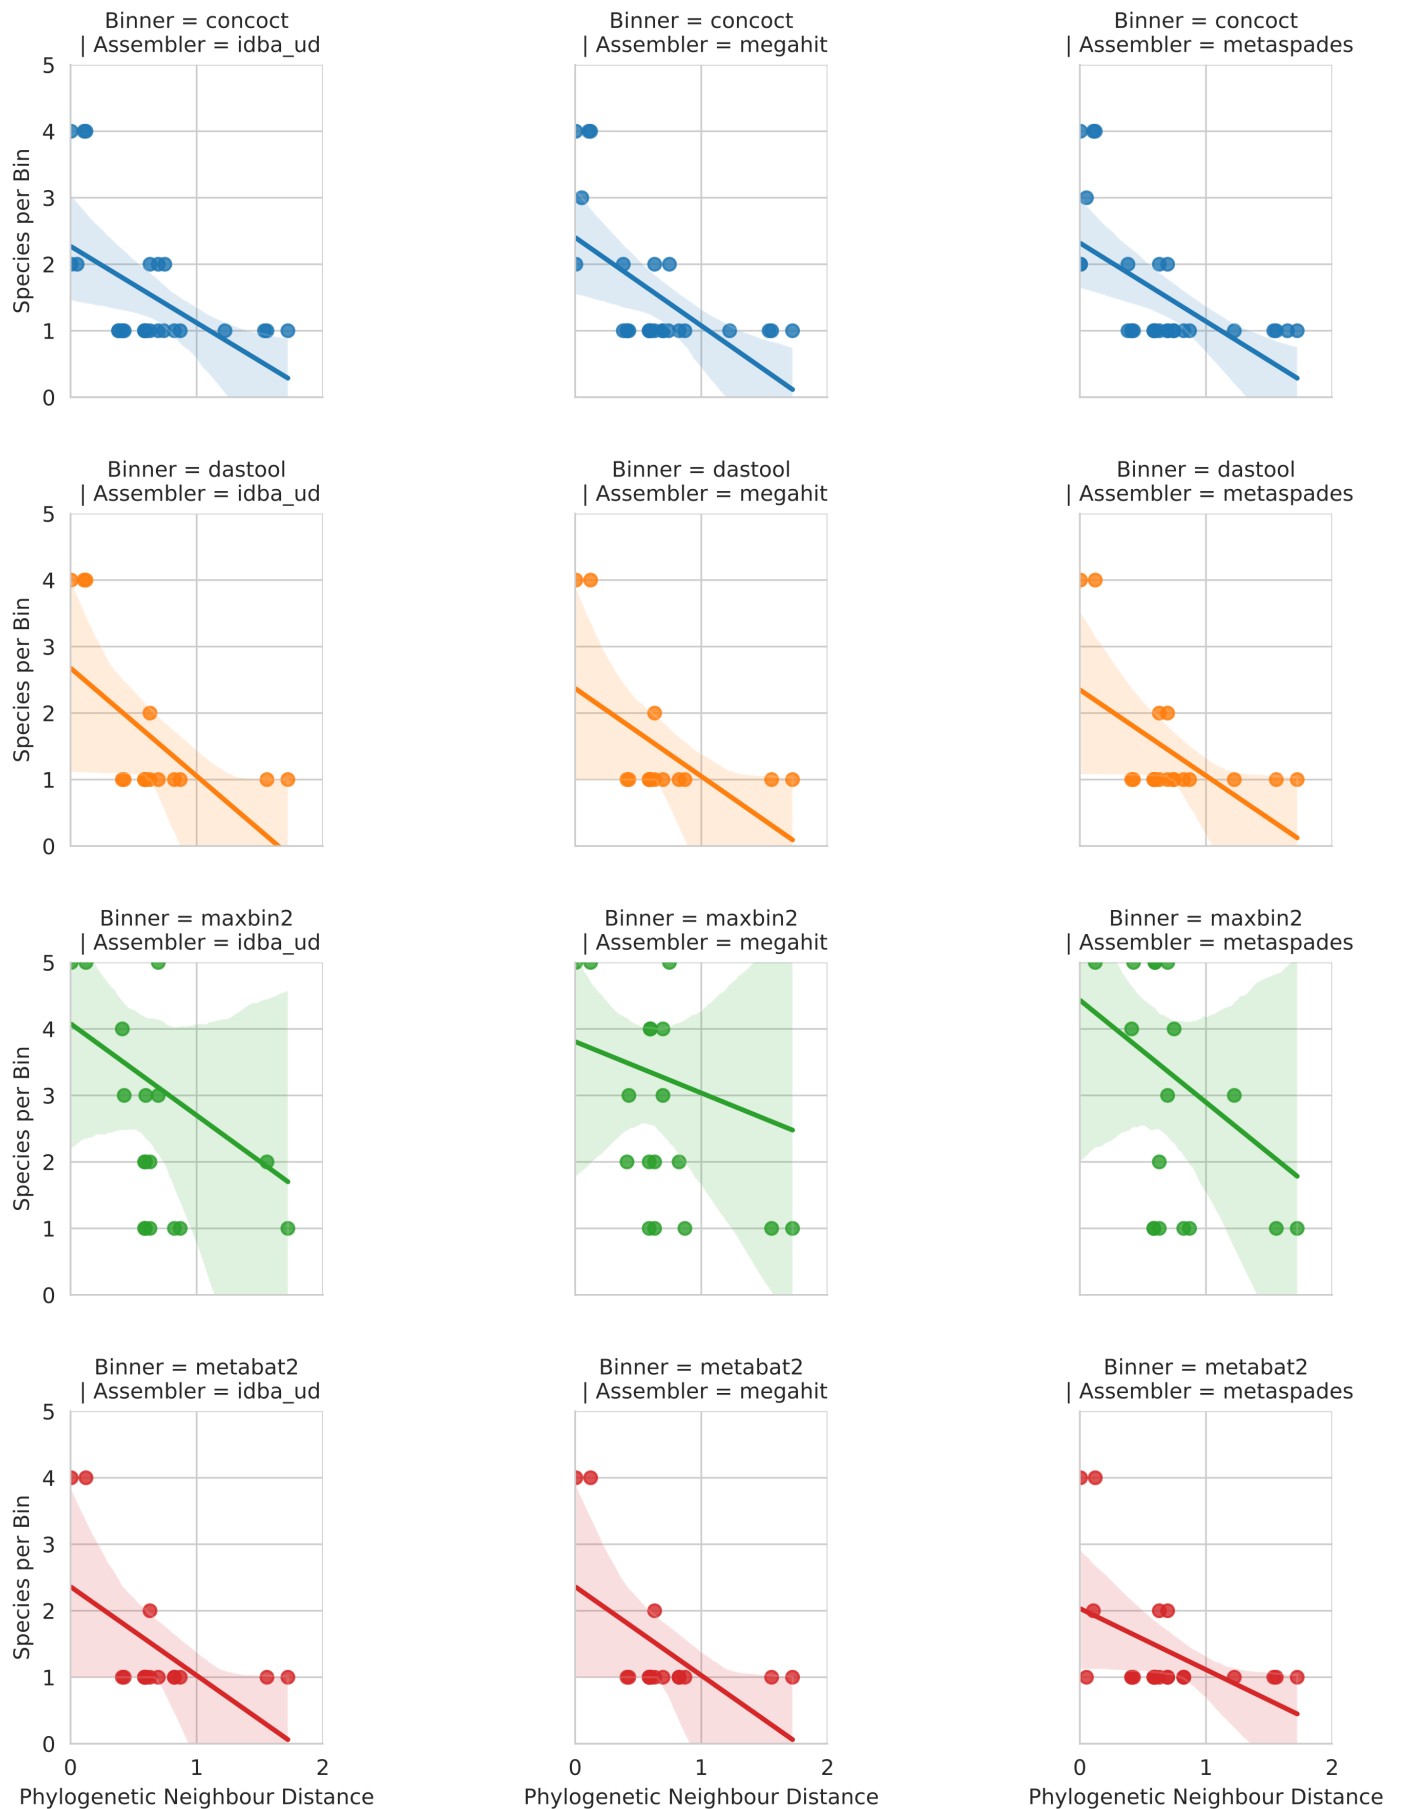 Binner = concoct
| Assembler = idba_ud
Binner = concoct
| Assembler = megahit
Binner = concoct
| Assembler = metaspades
Species per Bin
5
4
3
2
1
0
Binner = dastool
| Assembler = idba_ud
Binner = dastool
| Assembler = megahit
Binner = dastool
| Assembler = metaspades
Species per Bin
5
4
3
2
1
0
Binner = maxbin2
| Assembler = idba_ud
Binner = maxbin2
| Assembler = megahit
Binner = maxbin2
| Assembler = metaspades
Species per Bin
5
4
3
2
1
0
Binner = metabat2
| Assembler = idba_ud
Binner = metabat2
| Assembler = megahit
Binner = metabat2
| Assembler = metaspades
Species per Bin
5
4
3
2
1
0
0 1 2
Phylogenetic Neighbour Distance
0 1 2
Phylogenetic Neighbour Distance
0 1 2
Phylogenetic Neighbour Distance